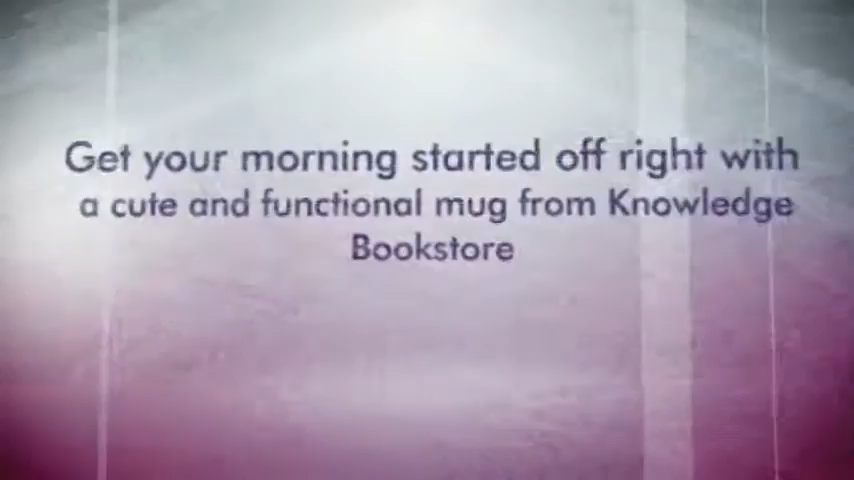 Get your morning started off right with
a cute and functional mug from Knowledge
Bookstore